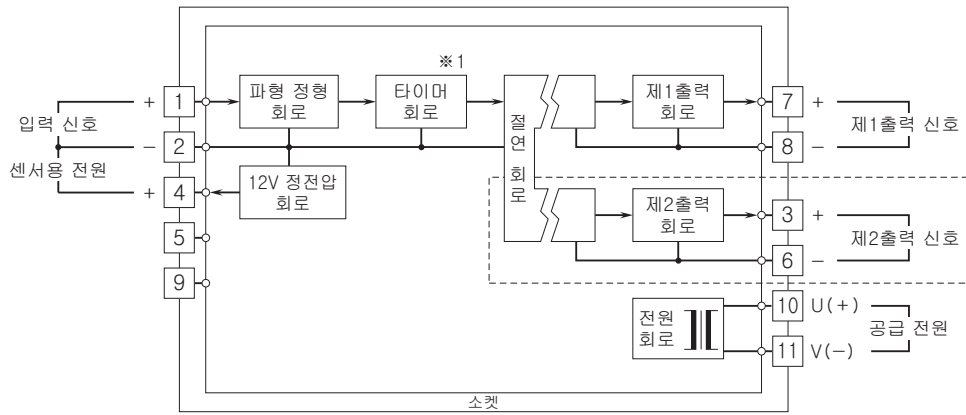 ※1
파형 정형
회로
타이머
회로
제1출력
회로
절연 회로
12V 정전압
회로
제2출력
회로
전원
회로
입력 신호
센서용 전원
+ 1
− 2
+ 4
5
9
7 +
8 −
제1출력 신호
3 +
6 −
제2출력 신호
10 U(+)
11 V(−)
공급 전원
소켓